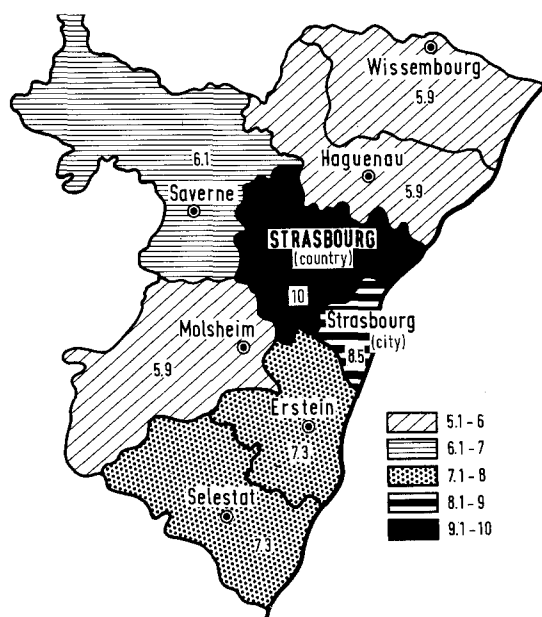 Wissembourg
5.9
Haguenau
5.9
6.1
Saverne
STRASBOURG
(country)
10
Strasbourg
(city)
8.5
Molsheim
5.9
Erstein
7.3
Selestat
7.3
5.1-6
6.1-7
7.1-8
8.1-9
9.1-10